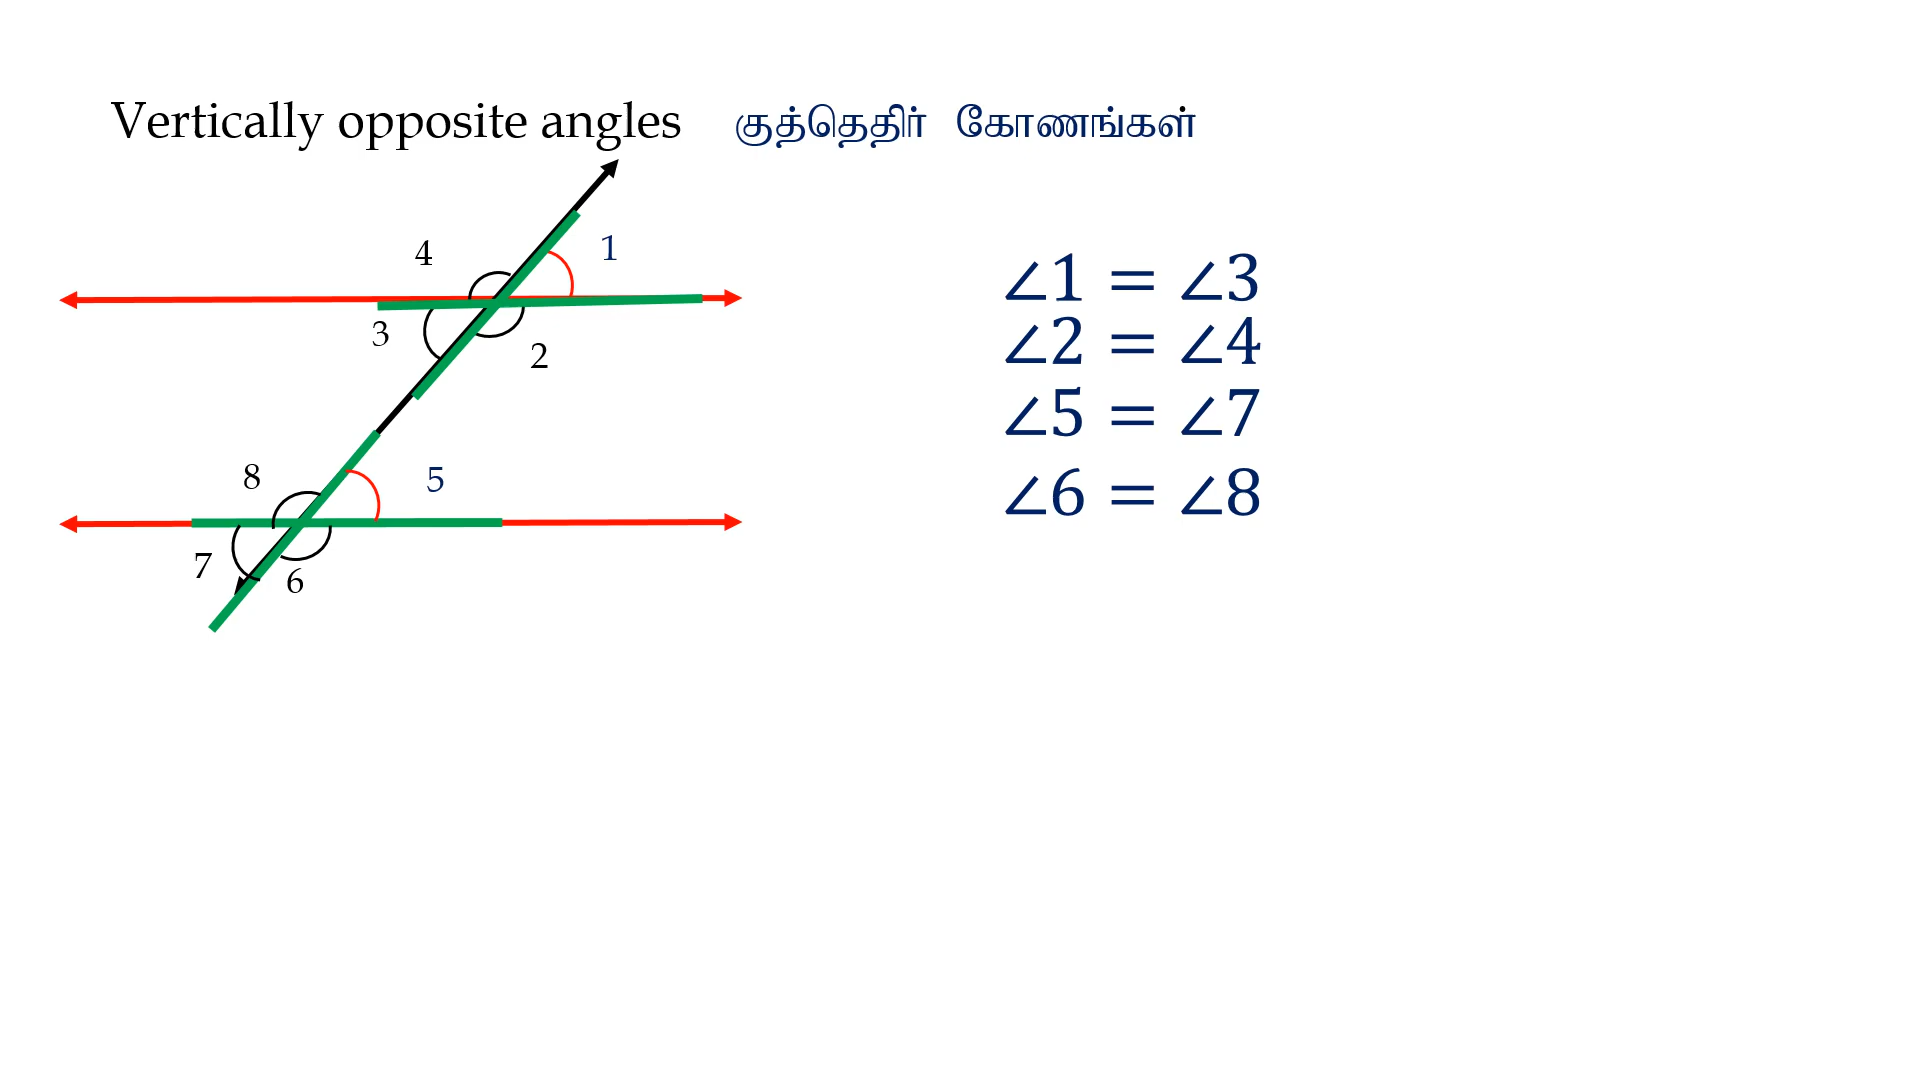 Vertically opposite angles குத்தெதிர் கோணங்கள்
4
1
3
2
8
5
7
6
∠1 = ∠3
∠2 = ∠4
∠5 = ∠7
∠6 = ∠8